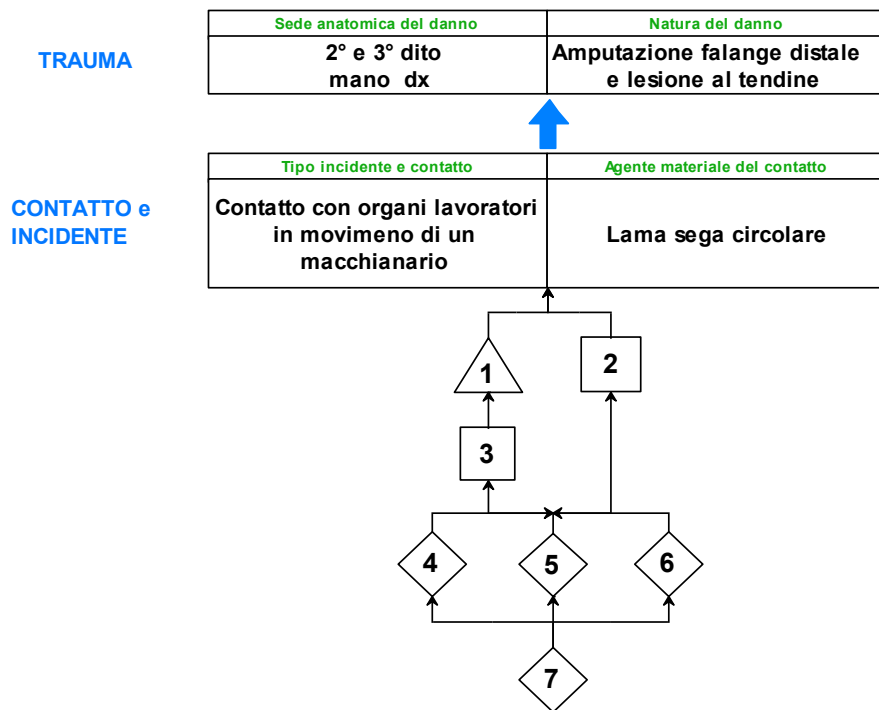 Sede anatomica del danno
Natura del danno
TRAUMA
2° e 3° dito
mano dx
Amputazione falange distale
e lesione al tendine
Tipo incidente e contatto
Agente materiale del contatto
CONTATTO e
INCIDENTE
Contatto con organi lavoratori
in movimeno di un
macchianario
Lama sega circolare
1
2
3
4
5
6
7